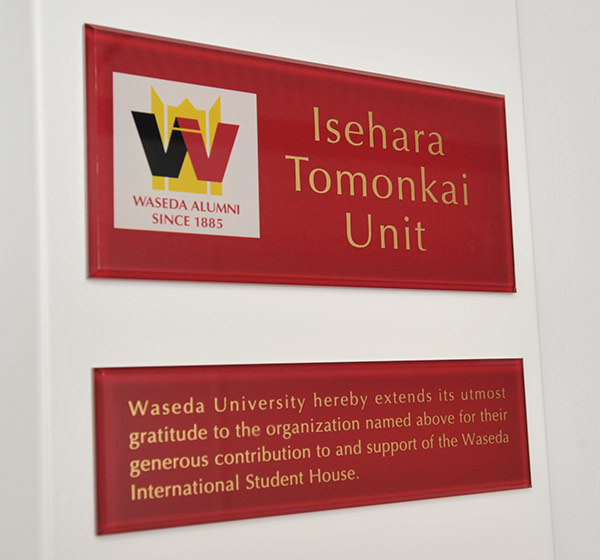 Isehara
Tomonkai
Unit
W
WASEDA ALUMNI
SINCE 1885
Waseda University hereby extends its utmost
gratitude to the organization named above for their
generous contribution to and support of the Waseda
International Student House.